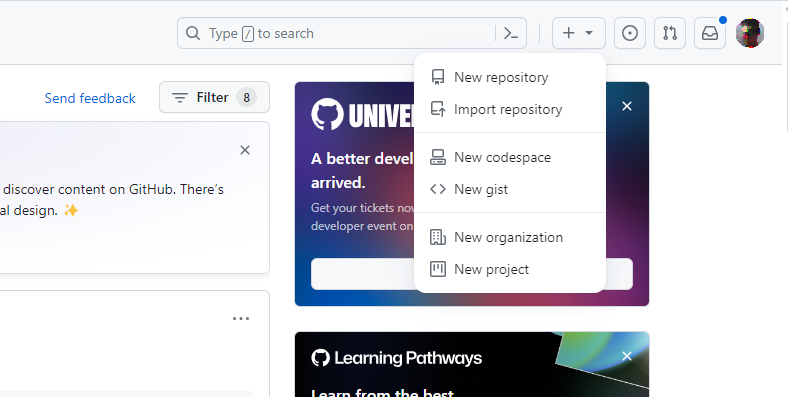 Type / to search
New repository
Import repository
New codespace
New gist
New organization
New project
Send feedback
Filter 8
discover content on GitHub. There's
al design. ✨
UNIVER
A better devel
arrived.
Get your tickets now
developer event on
Learning Pathways
Learn from the best